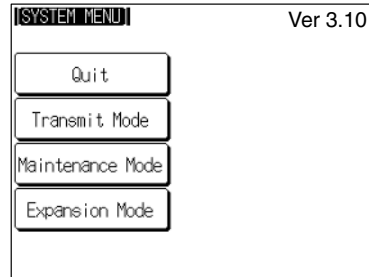 [SYSTEM MENU] Ver 3.10
Quit
Transmit Mode
Maintenance Mode
Expansion Mode